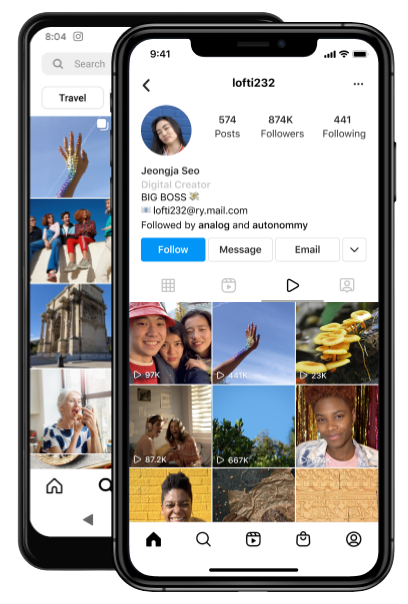 8:04
Search
Travel
9:41
lofti232
574
Posts
874K
Followers
441
Following
Jeongja Seo
Digital Creator
BIG BOSS
lofti232@ry.mail.com
Followed by analog and autonommy
Follow
Message
Email
97K
441K
23K
87.2K
667K